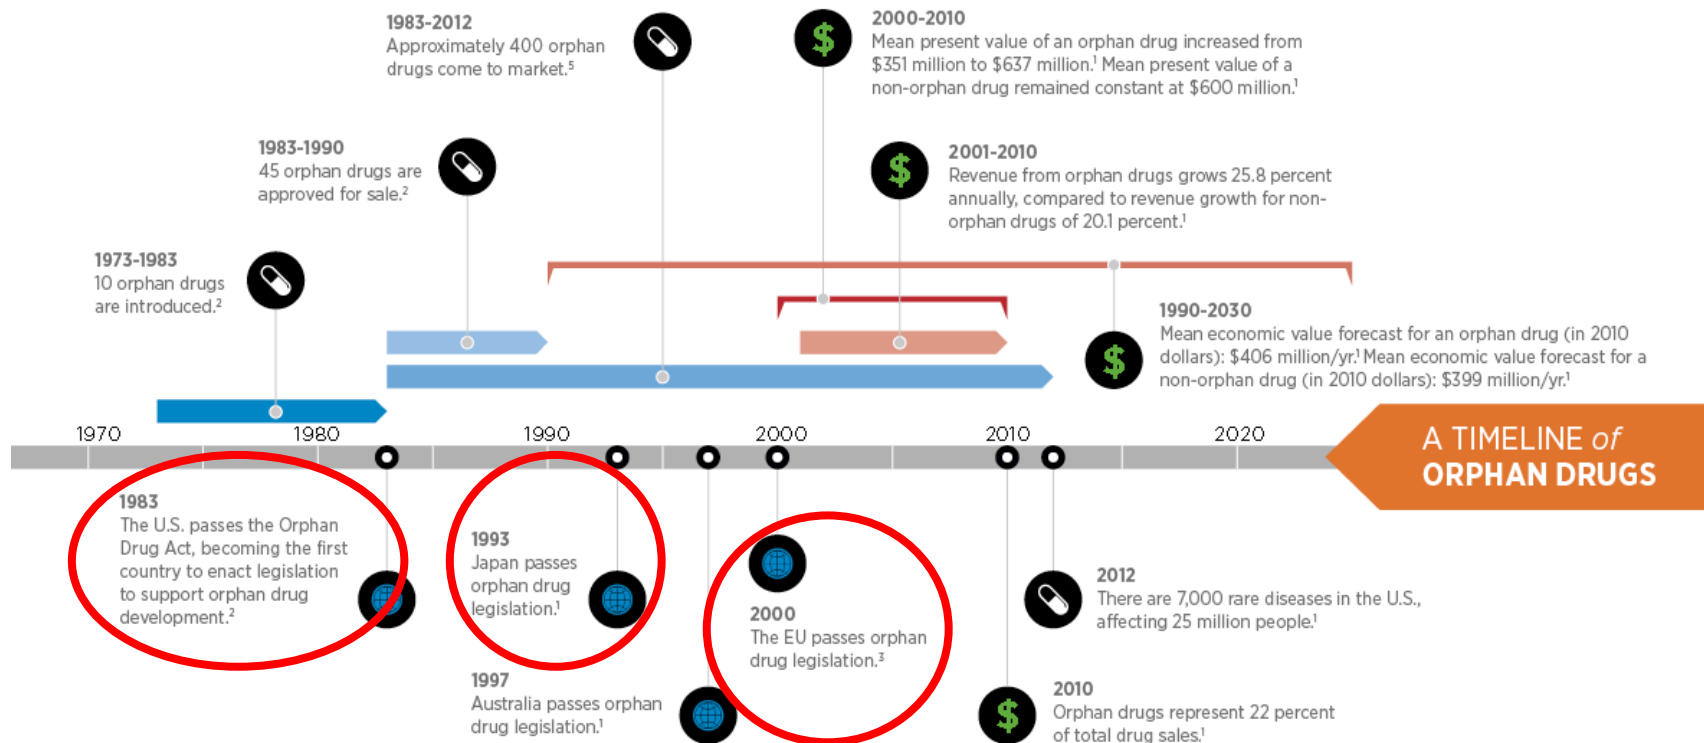 1983-2012
Approximately 400 orphan
drugs come to market.⁵
2000-2010
Mean present value of an orphan drug increased from
$351 million to $637 million.¹ Mean present value of a
non-orphan drug remained constant at $600 million.¹
1983-1990
45 orphan drugs are
approved for sale.²
2001-2010
Revenue from orphan drugs grows 25.8 percent
annually, compared to revenue growth for non-
orphan drugs of 20.1 percent.¹
1973-1983
10 orphan drugs
are introduced.²
1990-2030
Mean economic value forecast for an orphan drug (in 2010
dollars): $406 million/yr.¹ Mean economic value forecast for a
non-orphan drug (in 2010 dollars): $399 million/yr.¹
1970
1980
1990
2000
2010
2020
A TIMELINE of
ORPHAN DRUGS
1983
The U.S. passes the Orphan
Drug Act, becoming the first
country to enact legislation
to support orphan drug
development.²
1993
Japan passes
orphan drug
legislation.¹
1997
Australia passes orphan
drug legislation.¹
2000
The EU passes orphan
drug legislation.³
2012
There are 7,000 rare diseases in the U.S.,
affecting 25 million people.¹
2010
Orphan drugs represent 22 percent
of total drug sales.¹